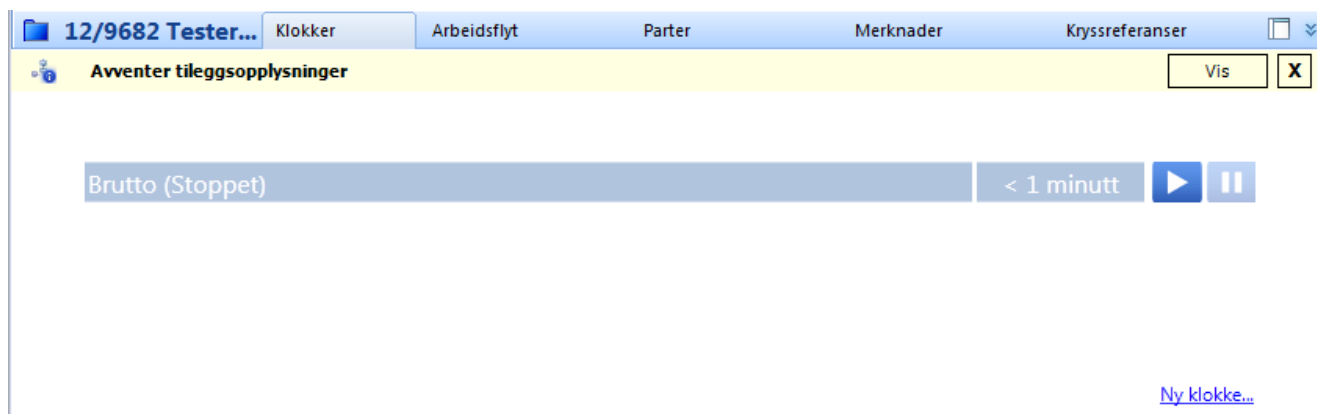 12/9682 Tester... Klokker Arbeidsflyt Parter Merknader Kryssreferanser
Avventer tileggsopplysninger Vis X
Brutto (Stoppet) < 1 minutt
Ny klokke...